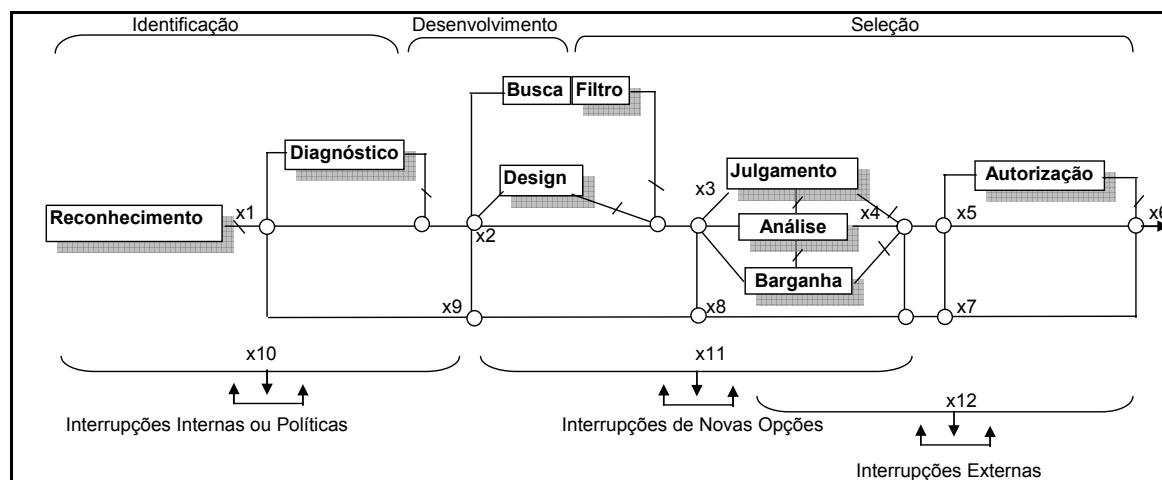 Identificação
Desenvolvimento
Seleção
Busca
Filtro
Diagnóstico
Design
x3
Julgamento
Autorização
Reconhecimento
x1
x2
Análise
x4
x5
x6
Barganha
x9
x8
x7
x10
x11
x12
Interrupções Internas ou Políticas
Interrupções de Novas Opções
Interrupções Externas